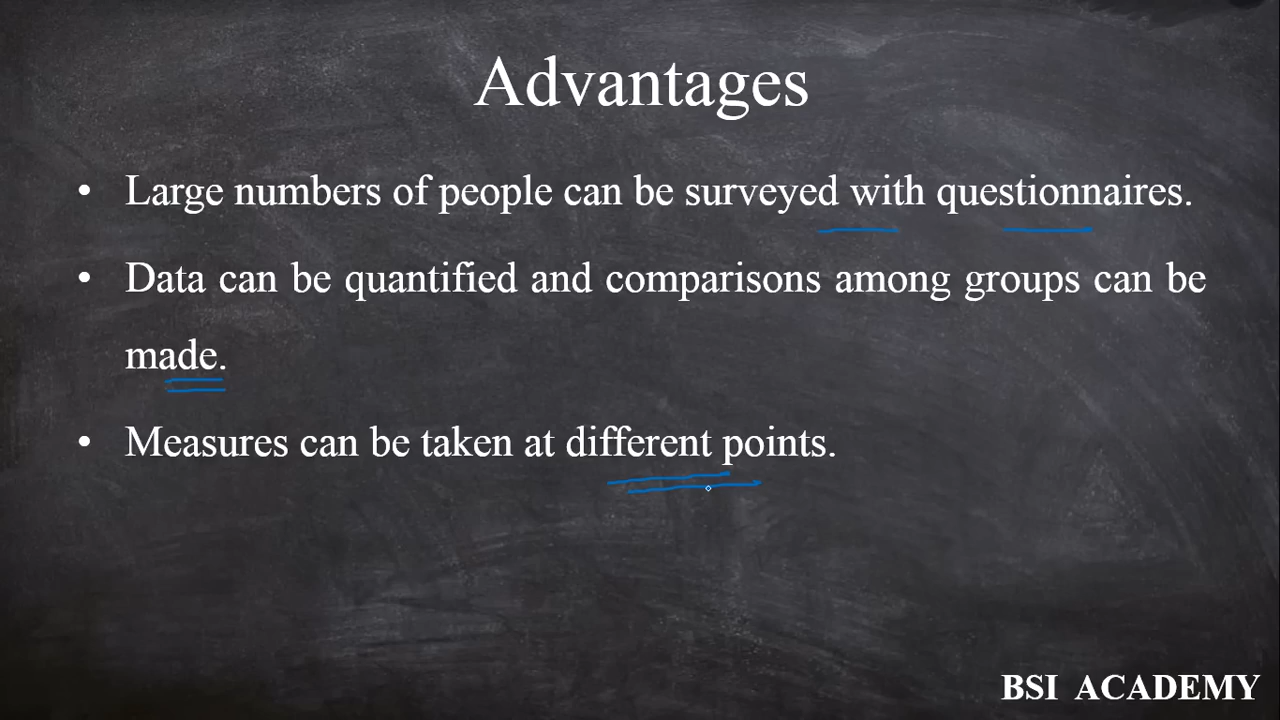 Advantages
• Large numbers of people can be surveyed with questionnaires.
• Data can be quantified and comparisons among groups can be
made.
• Measures can be taken at different points.
BSI ACADEMY